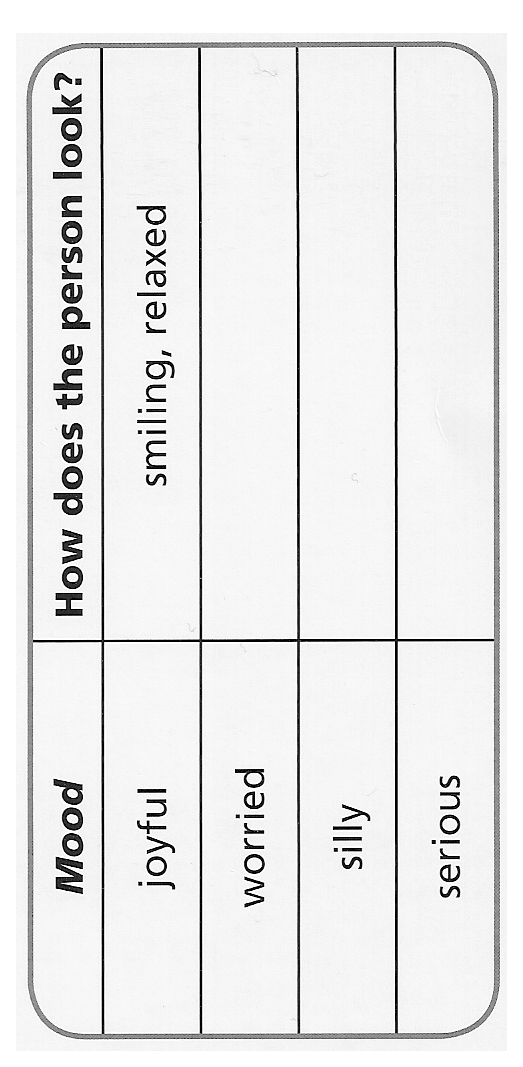 Mood How does the person look?
joyful smiling, relaxed
worried
silly
serious